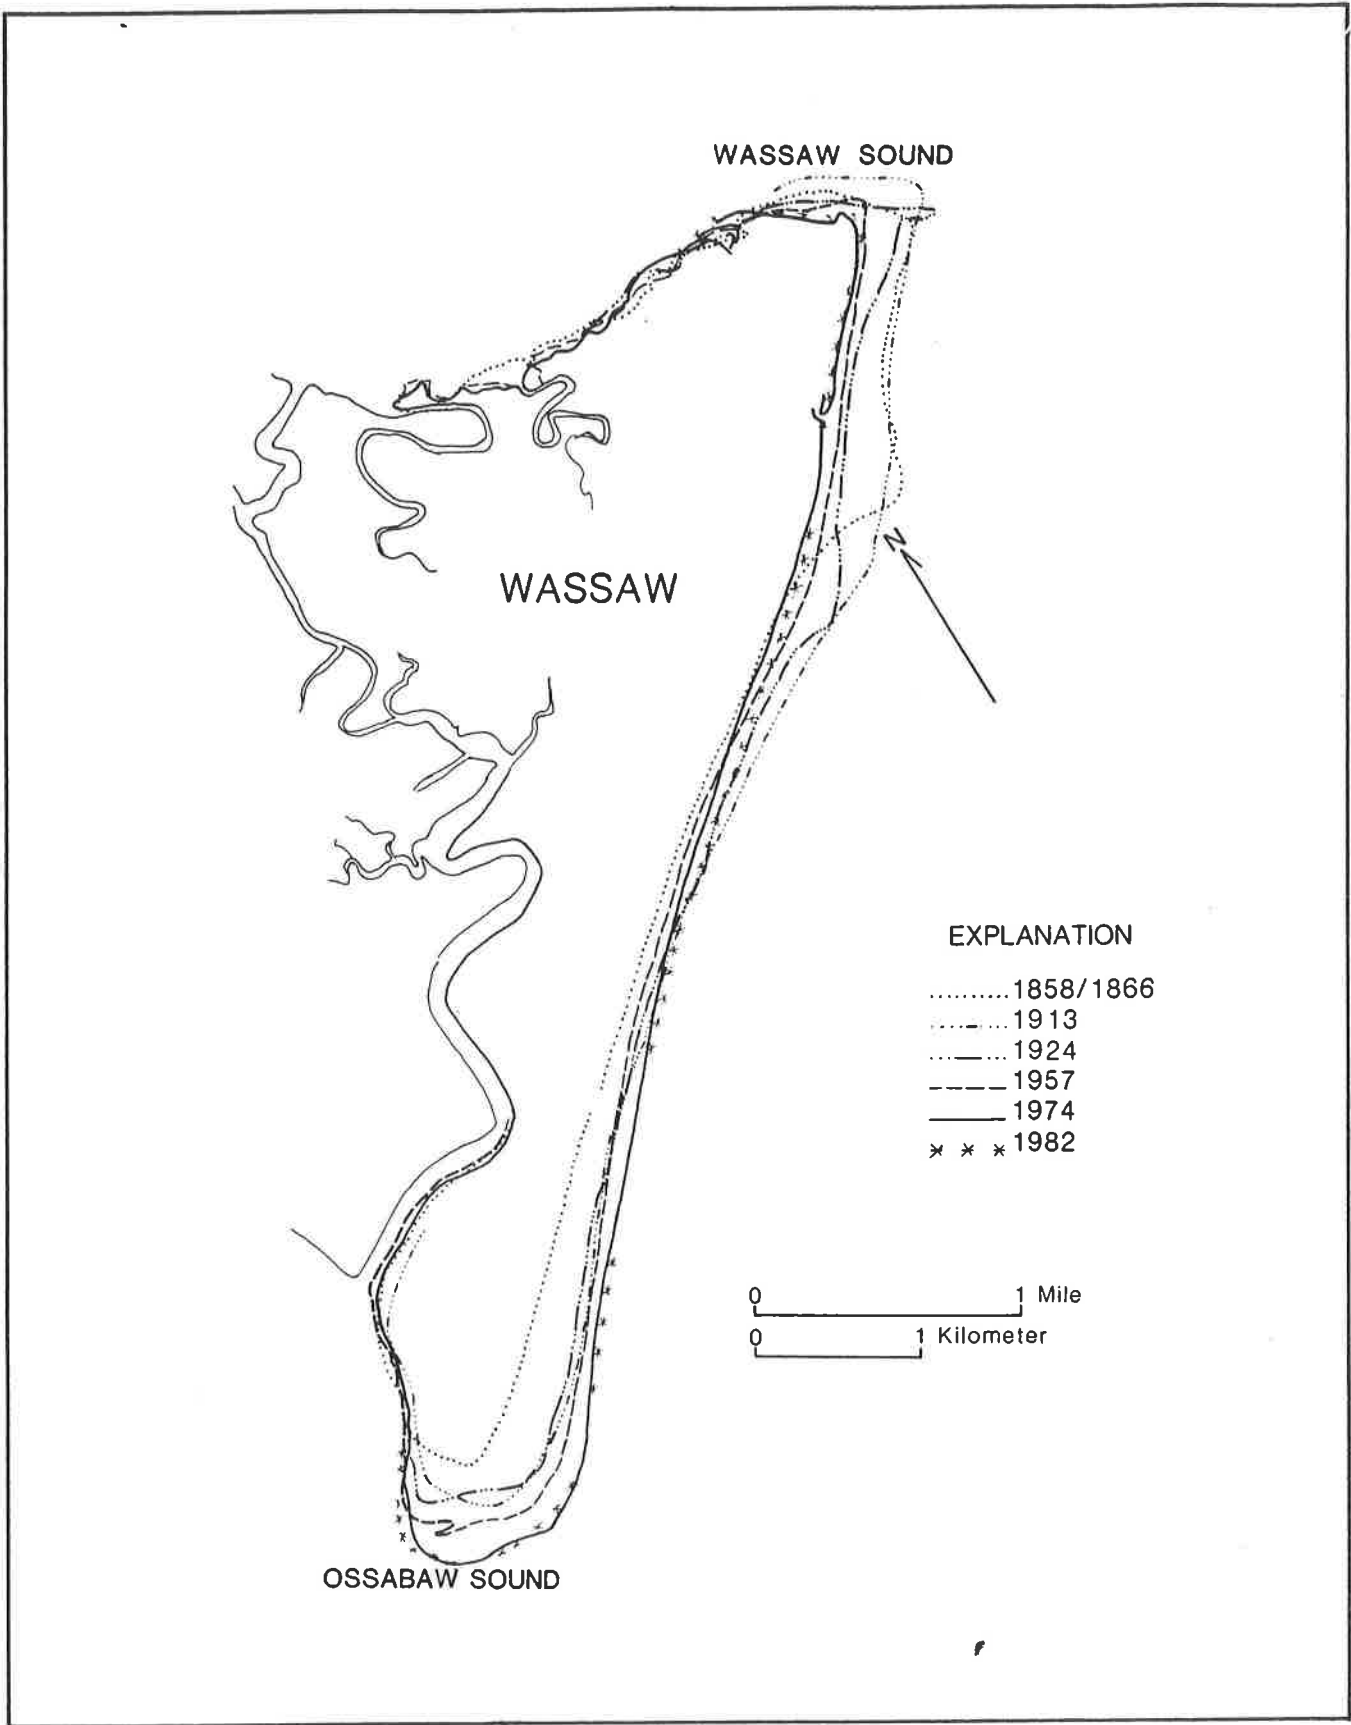 WASSAW SOUND
N
WASSAW
EXPLANATION
1858/1866
1913
1924
1957
1974
1982
0 1 Mile
0 1 Kilometer
OSSABAW SOUND